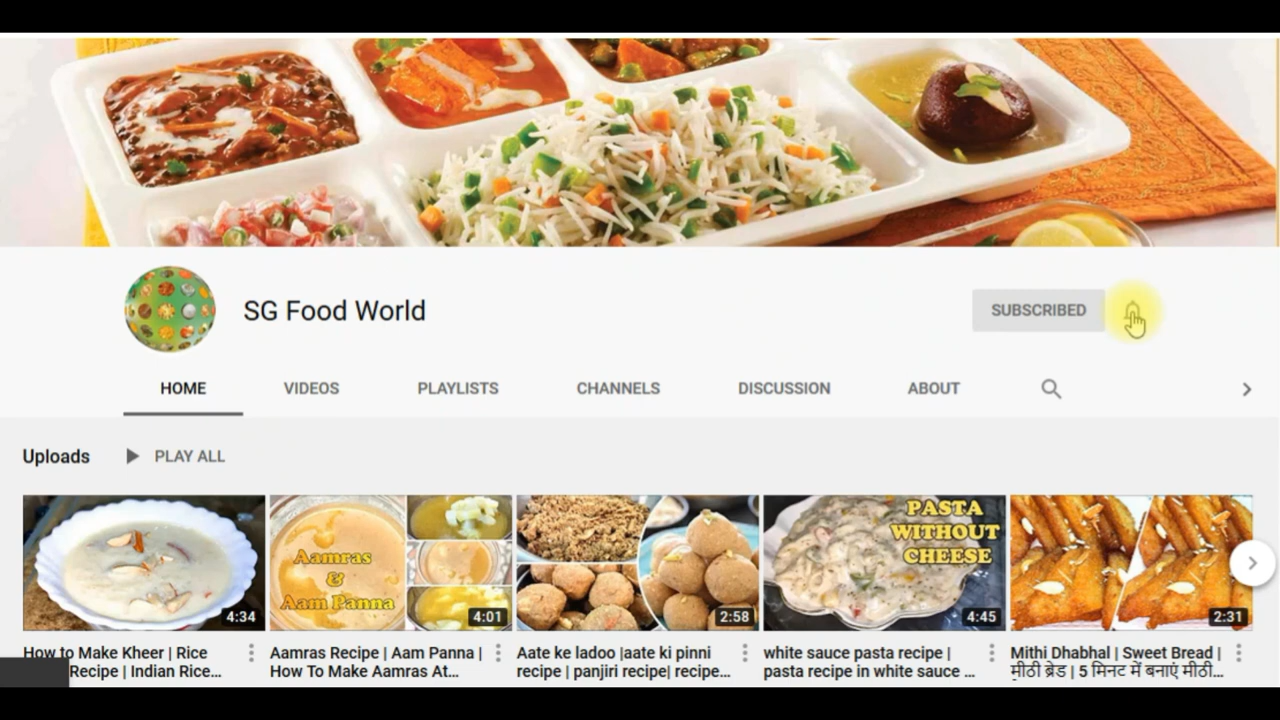 SG Food World
SUBSCRIBED
HOME
VIDEOS
PLAYLISTS
CHANNELS
DISCUSSION
ABOUT
Uploads
PLAY ALL
4:34
Aamras
&
Aam Panna
4:01
2:58
PASTA
WITHOUT
CHEESE
4:45
2:31
How to Make Kheer | Rice
Recipe | Indian Rice...
Aamras Recipe | Aam Panna |
How To Make Aamras At...
Aate ke ladoo |aate ki pinni
recipe | panjiri recipe| recipe...
white sauce pasta recipe |
pasta recipe in white sauce ...
Mithi Dhabhal | Sweet Bread |
मीठी ब्रेड | 5 मिनट में बनाएं मीठी...